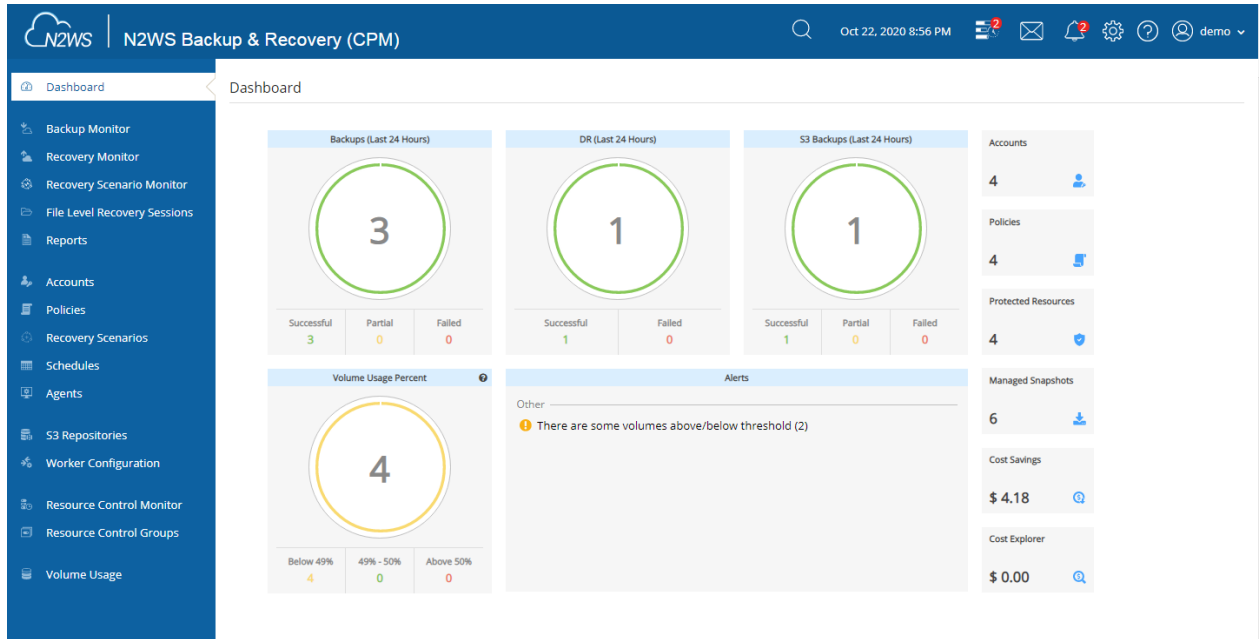 N2WS
N2WS Backup & Recovery (CPM)
Oct 22, 2020 8:56 PM
2
2
demo
Dashboard
Backup Monitor
Recovery Monitor
Recovery Scenario Monitor
File Level Recovery Sessions
Reports
Accounts
Policies
Recovery Scenarios
Schedules
Agents
S3 Repositories
Worker Configuration
Resource Control Monitor
Resource Control Groups
Volume Usage
Dashboard
Backups (Last 24 Hours)
3
Successful Partial Failed
3 0 0
DR (Last 24 Hours)
1
Successful Failed
1 0
S3 Backups (Last 24 Hours)
1
Successful Partial Failed
1 0 0
Volume Usage Percent
4
Below 49% 49% - 50% Above 50%
4 0 0
Alerts
Other
There are some volumes above/below threshold (2)
Accounts
4
Policies
4
Protected Resources
4
Managed Snapshots
6
Cost Savings
$ 4.18
Cost Explorer
$ 0.00